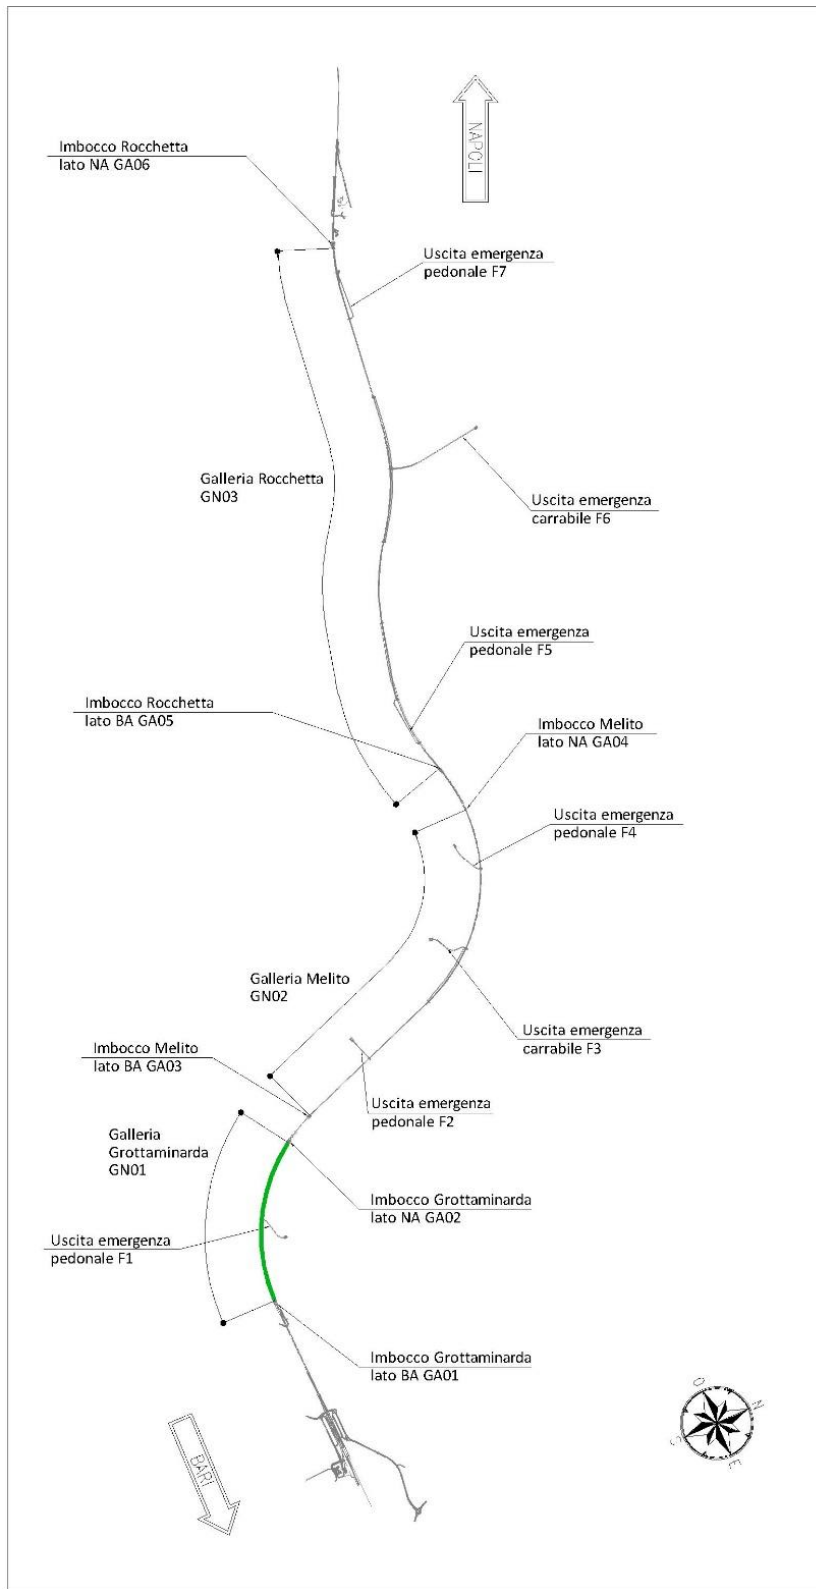 NAPOLI
Imbocco Rocchetta
lato NA GA06
Uscita emergenza
pedonale F7
Galleria Rocchetta
GN03
Uscita emergenza
carrabile F6
Uscita emergenza
pedonale F5
Imbocco Rocchetta
lato BA GA05
Imbocco Melito
lato NA GA04
Uscita emergenza
pedonale F4
Galleria Melito
GN02
Uscita emergenza
carrabile F3
Imbocco Melito
lato BA GA03
Uscita emergenza
pedonale F2
Galleria
Grottaminarda
GN01
Imbocco Grottaminarda
lato NA GA02
Uscita emergenza
pedonale F1
Imbocco Grottaminarda
lato BA GA01
BARI
O
N
S
E